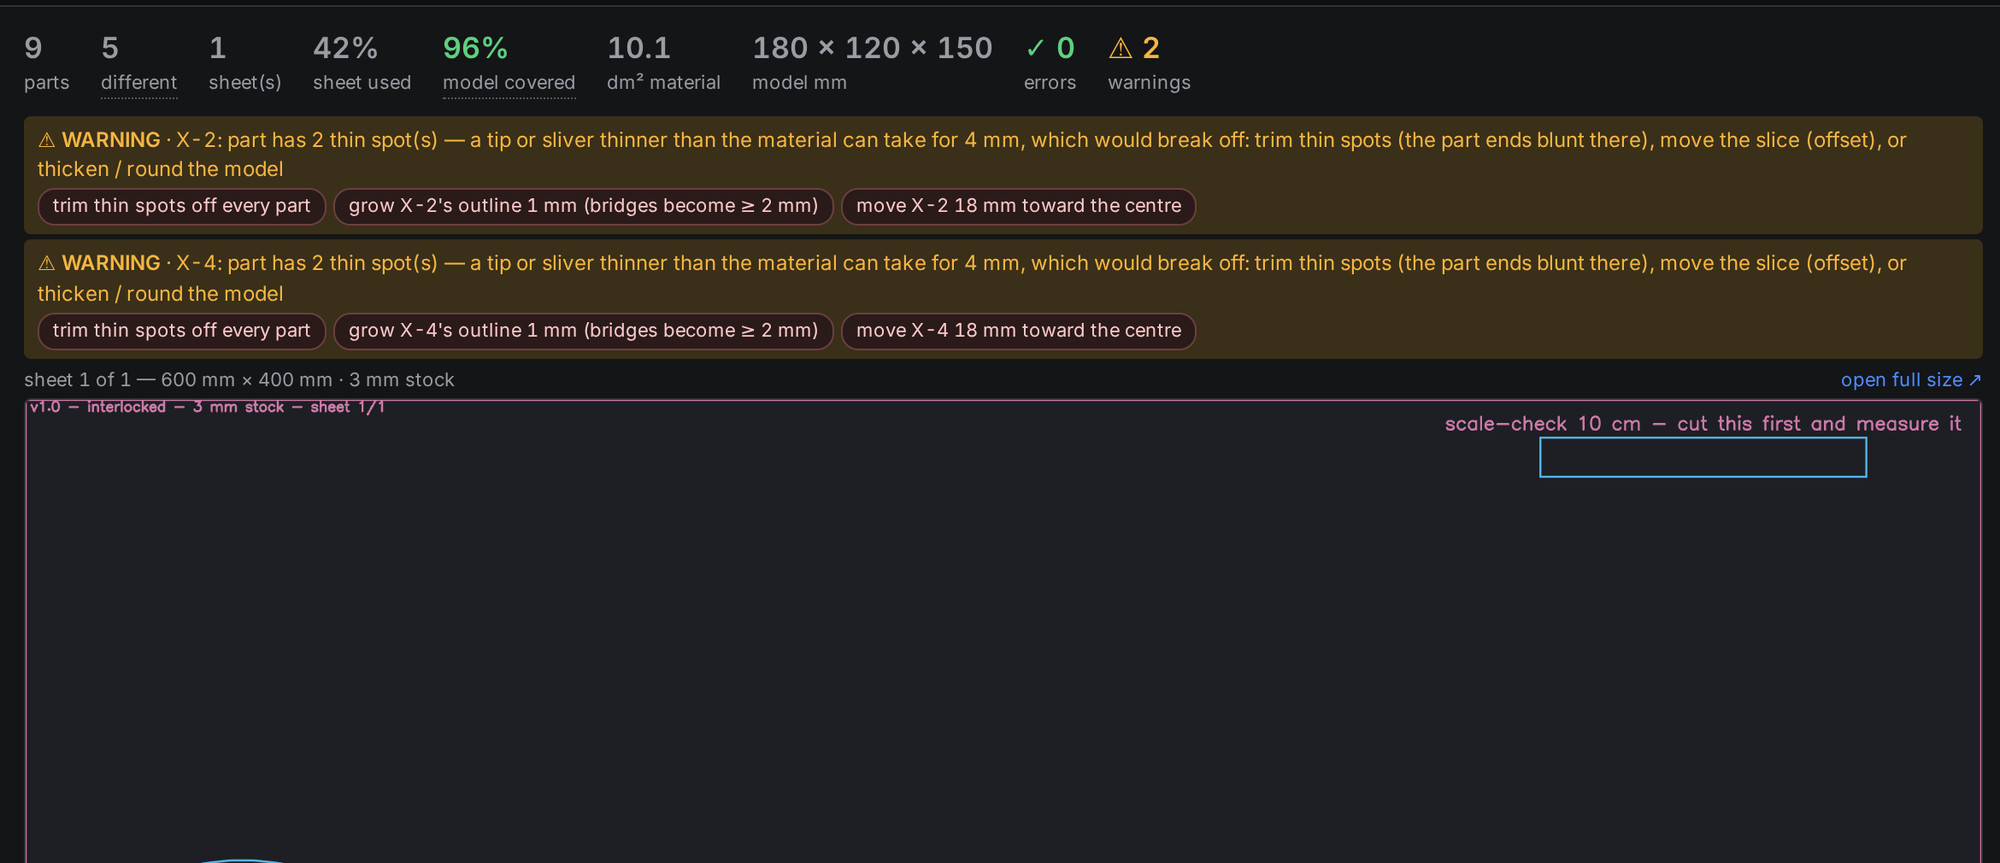 9 5 1 42% 96% 10.1 180 × 120 × 150 ✓ 0 ⚠ 2
parts different sheet(s) sheet used model covered dm² material model mm errors warnings
⚠ WARNING · X-2: part has 2 thin spot(s) — a tip or sliver thinner than the material can take for 4 mm, which would break off: trim thin spots (the part ends blunt there), move the slice (offset), or
thicken / round the model
trim thin spots off every part grow X-2's outline 1 mm (bridges become ≥ 2 mm) move X-2 18 mm toward the centre
⚠ WARNING · X-4: part has 2 thin spot(s) — a tip or sliver thinner than the material can take for 4 mm, which would break off: trim thin spots (the part ends blunt there), move the slice (offset), or
thicken / round the model
trim thin spots off every part grow X-4's outline 1 mm (bridges become ≥ 2 mm) move X-4 18 mm toward the centre
sheet 1 of 1 — 600 mm × 400 mm · 3 mm stock open full size ↗
v1.0 — interlocked — 3 mm stock — sheet 1/1
scale-check 10 cm — cut this first and measure it